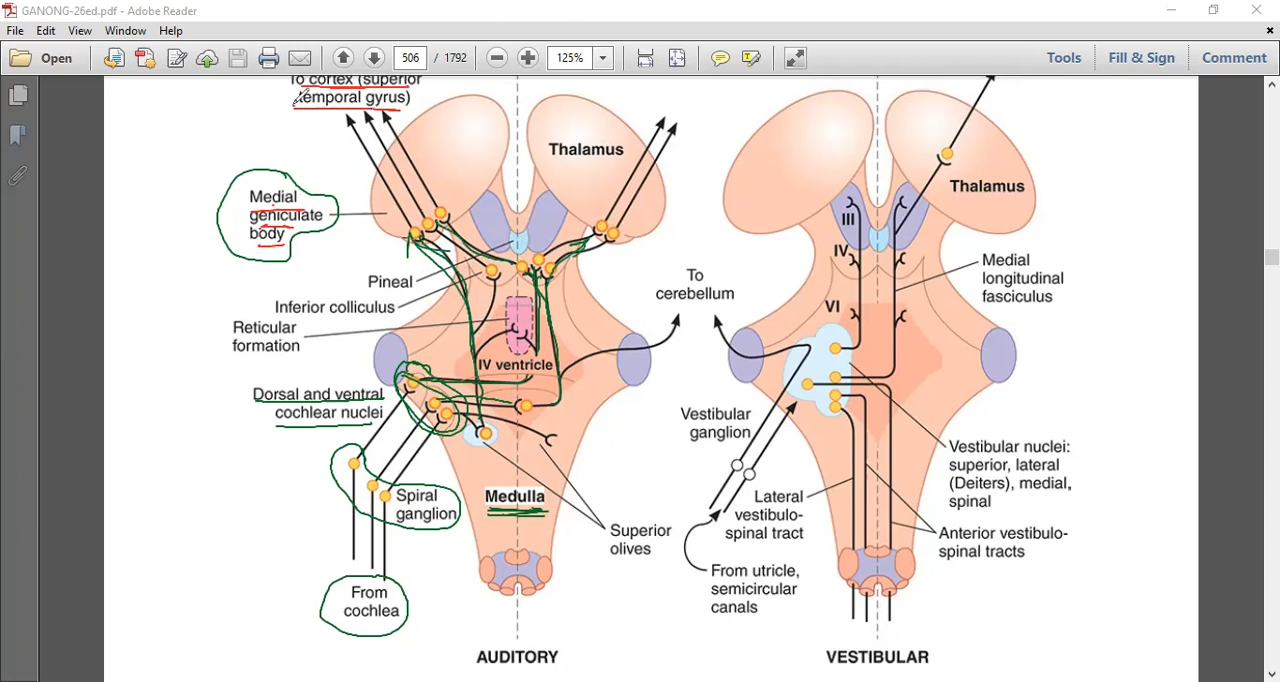 GANONG-26ed.pdf - Adobe Reader
File Edit View Window Help
Open 506 / 1792 125% Tools Fill & Sign Comment
To cortex (superior
temporal gyrus)
Thalamus
Medial
geniculate
body
Pineal
Inferior colliculus
Reticular
formation
IV ventricle
Dorsal and ventral
cochlear nuclei
Spiral
ganglion
Medulla
Superior
olives
From
cochlea
AUDITORY
To
cerebellum
Thalamus
III
IV
VI
Medial
longitudinal
fasciculus
Vestibular
ganglion
Vestibular nuclei:
superior, lateral
(Deiters), medial,
spinal
Lateral
vestibulo-
spinal tract
Anterior vestibulo-
spinal tracts
From utricle,
semicircular
canals
VESTIBULAR